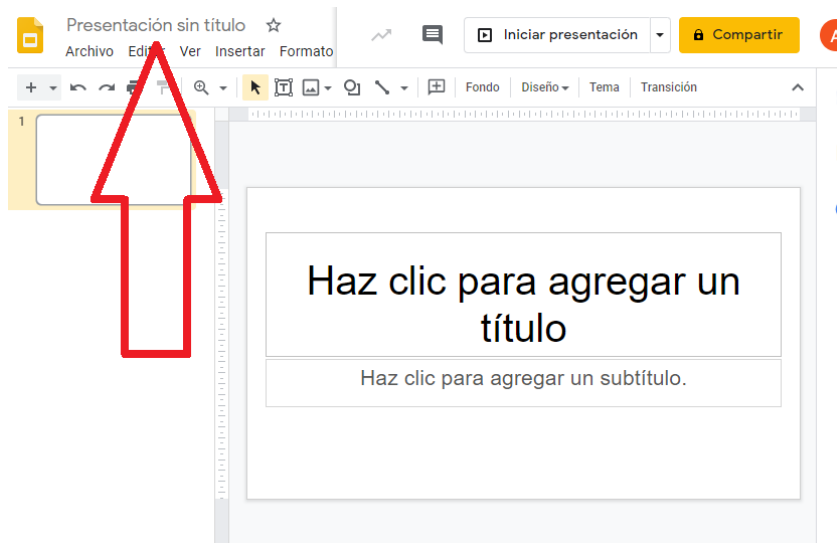 Presentación sin título
Iniciar presentación
Compartir
A
Archivo Editar Ver Insertar Formato
Fondo Diseño Tema Transición
1
Haz clic para agregar un
título
Haz clic para agregar un subtítulo.